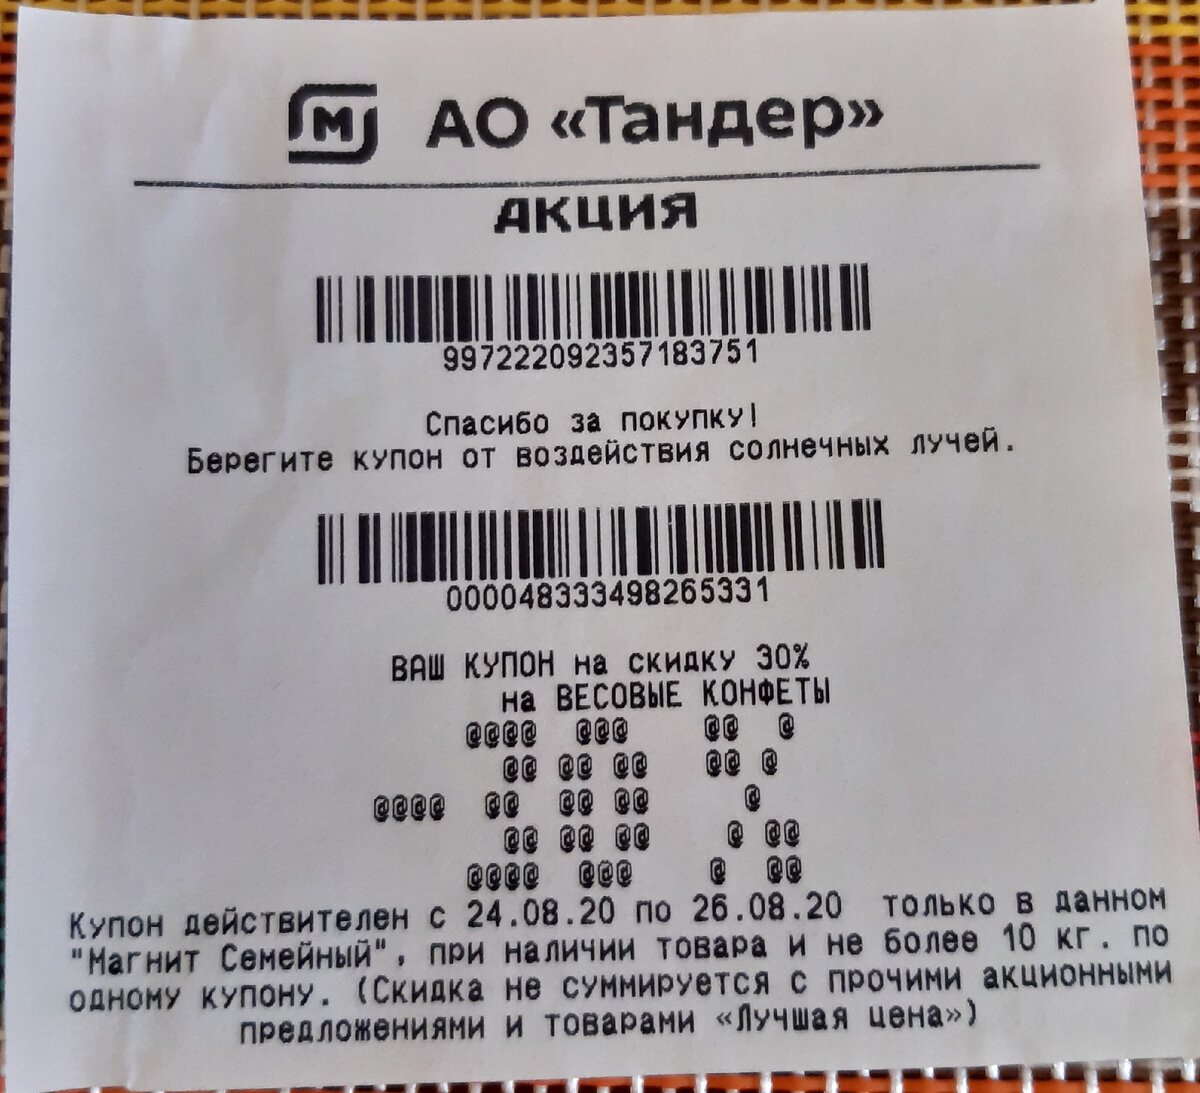 М АО «Тандер»
АКЦИЯ
997222092357183751
Спасибо за покупку!
Берегите купон от воздействия солнечных лучей.
000048333498265331
ВАШ КУПОН на скидку 30%
на ВЕСОВЫЕ КОНФЕТЫ
@@@@ @@@ @@ @
@@ @@ @@ @@ @
@@@@ @@ @@ @@ @
@@ @@ @@ @ @@
@@@@ @@@ @ @@
Купон действителен с 24.08.20 по 26.08.20 только в данном
"Магнит Семейный", при наличии товара и не более 10 кг. по
одному купону. (Скидка не суммируется с прочими акционными
предложениями и товарами «Лучшая цена»)